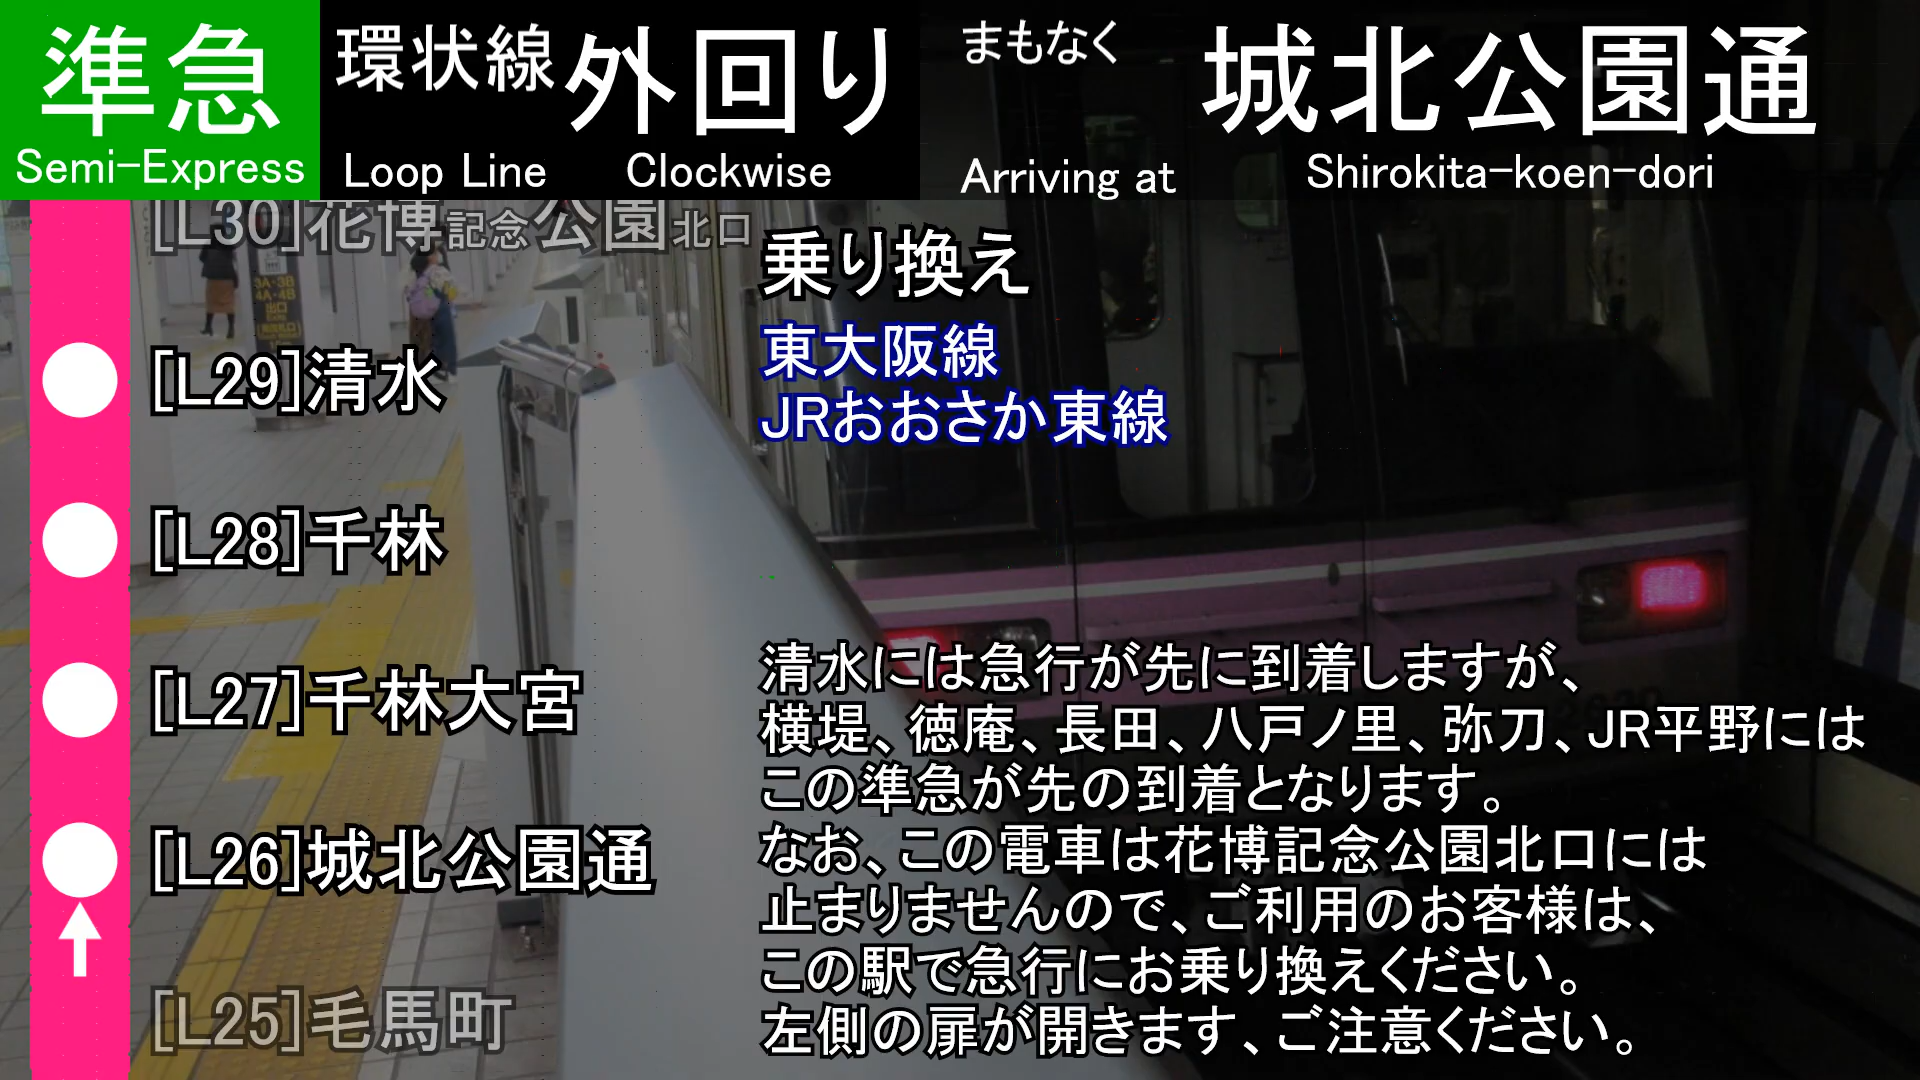 準急
Semi-Express
環状線 外回り
Loop Line Clockwise
まもなく 城北公園通
Arriving at Shirokita-koen-dori
[L30]花博記念公園北口
[L29]清水
[L28]千林
[L27]千林大宮
[L26]城北公園通
[L25]毛馬町
乗り換え
東大阪線
JRおおさか東線
清水には急行が先に到着しますが、
横堤、徳庵、長田、八戸ノ里、弥刀、JR平野には
この準急が先の到着となります。
なお、この電車は花博記念公園北口には
止まりませんので、ご利用のお客様は、
この駅で急行にお乗り換えください。
左側の扉が開きます、ご注意ください。
3A・3B
4A・4B
出口